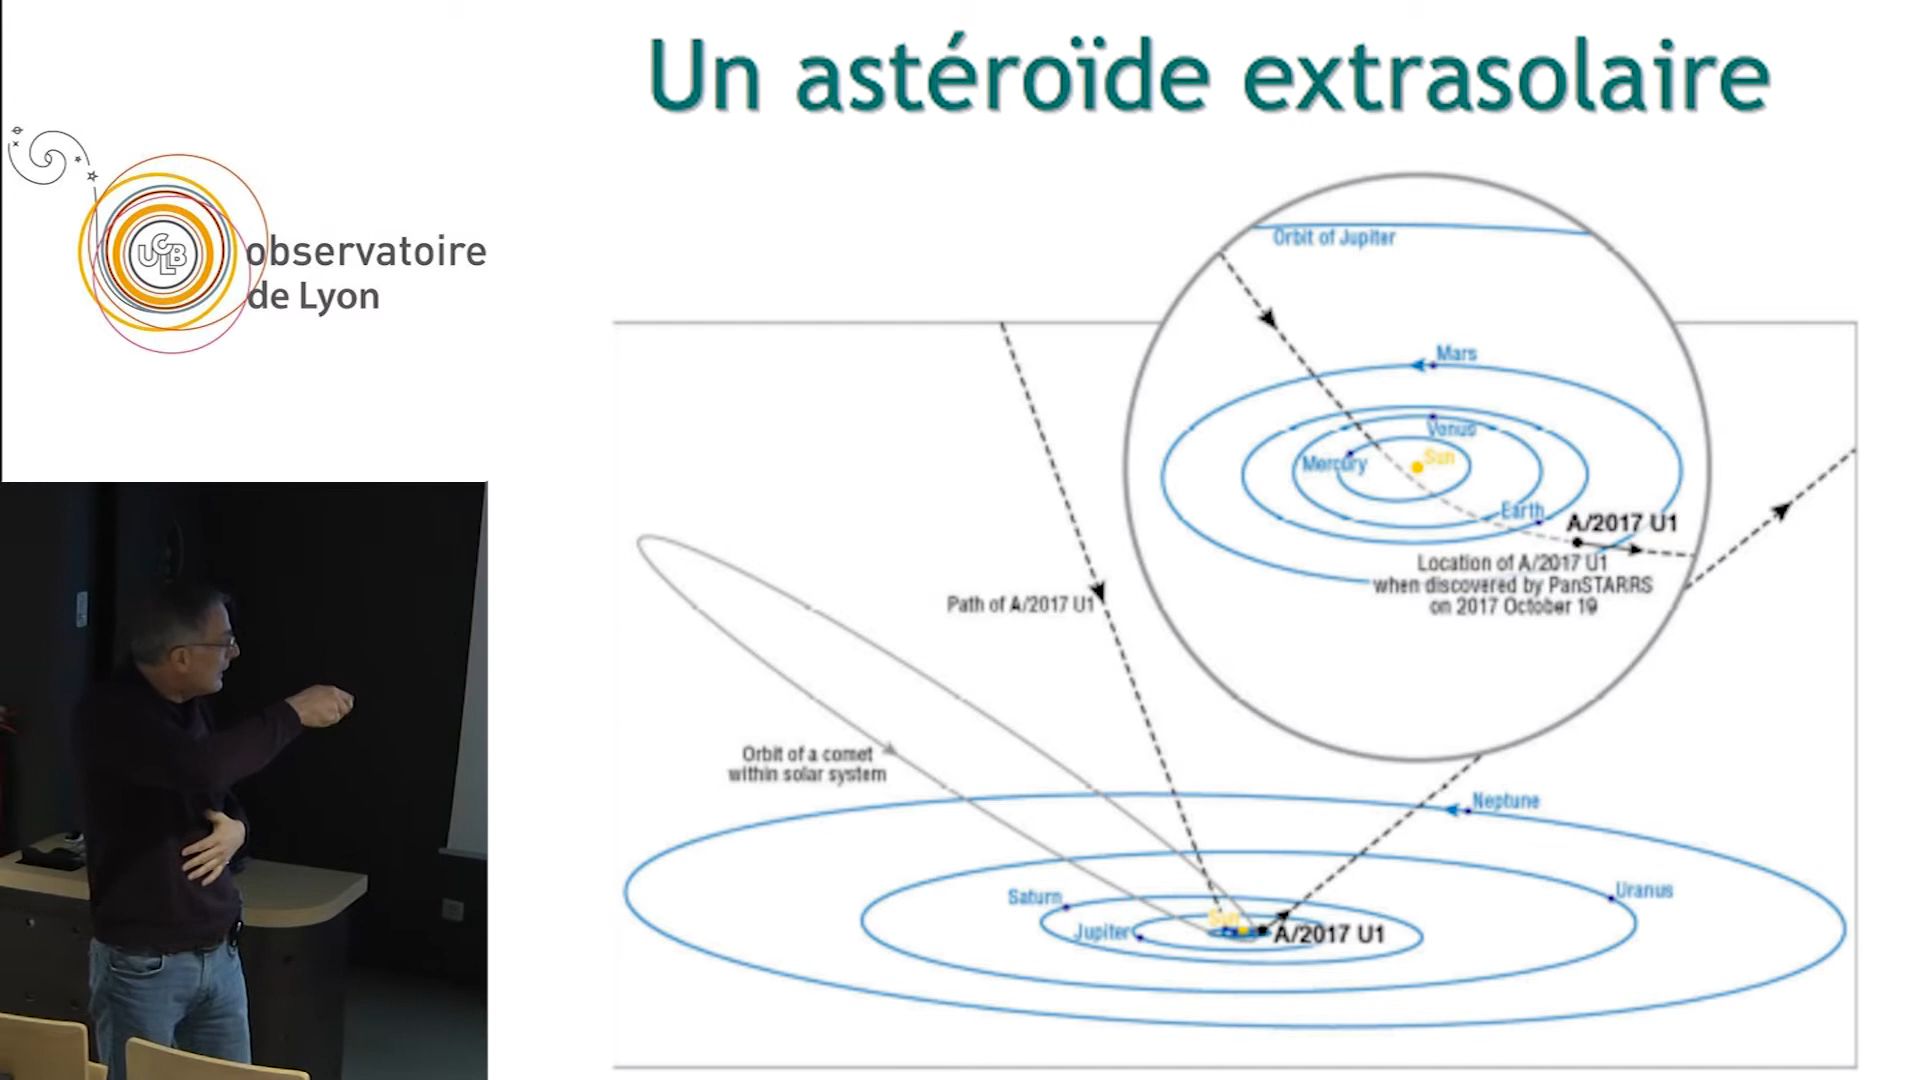 Un astéroïde extrasolaire
UCBL
observatoire
de Lyon
Orbit of Jupiter
Mars
Venus
Sun
Mercury
Earth
A/2017 U1
Location of A/2017 U1
when discovered by PanSTARRS
on 2017 October 19
Path of A/2017 U1
Orbit of a comet
within solar system
Neptune
Uranus
Saturn
Sun
Jupiter
A/2017 U1